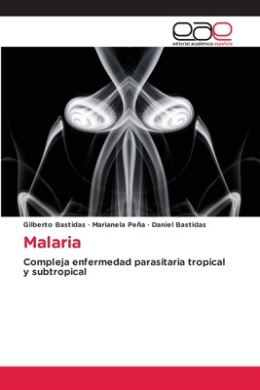 eae
editorial académica española
Gilberto Bastidas · Marianela Peña · Daniel Bastidas
Malaria
Compleja enfermedad parasitaria tropical
y subtropical